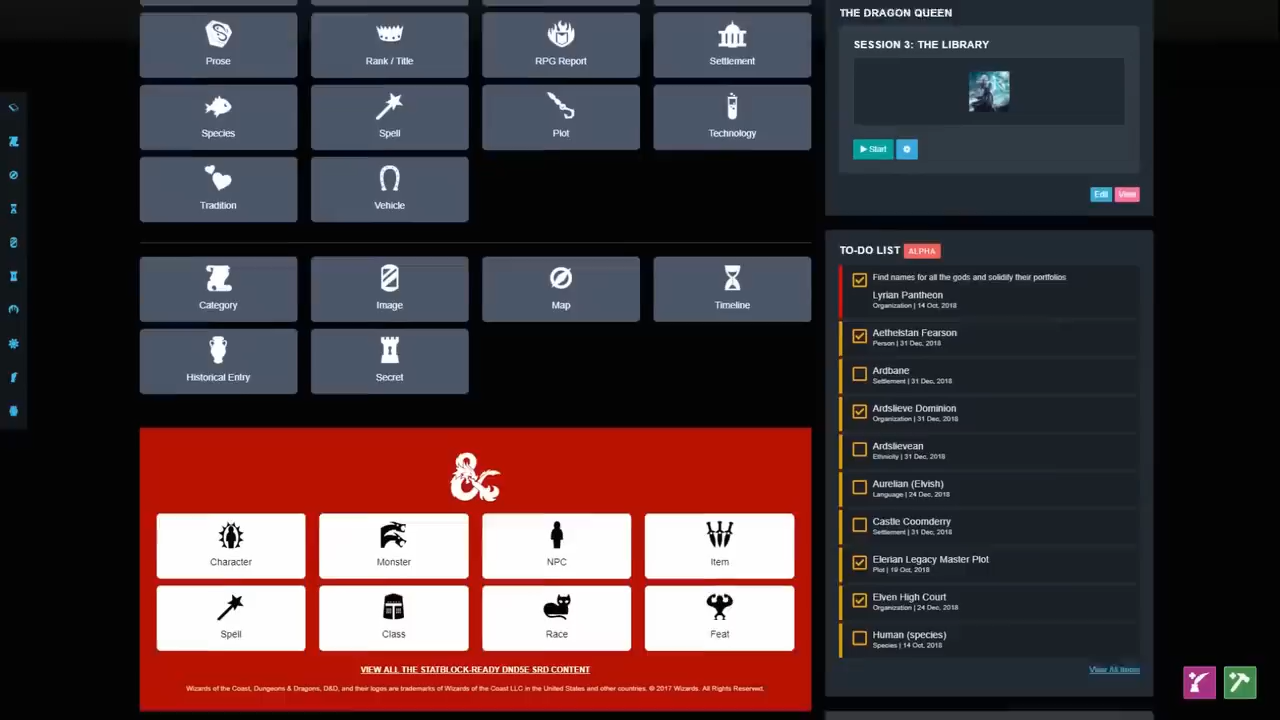 Prose
Rank / Title
RPG Report
Settlement
Species
Spell
Plot
Technology
Tradition
Vehicle
Category
Image
Map
Timeline
Historical Entry
Secret
Character
Monster
NPC
Item
Spell
Class
Race
Feat
VIEW ALL THE STATBLOCK-READY DND5E SRD CONTENT
Wizards of the Coast, Dungeons & Dragons, D&D, and their logos are trademarks of Wizards of the Coast LLC in the United States and other countries. © 2017 Wizards. All Rights Reserved.
THE DRAGON QUEEN
SESSION 3: THE LIBRARY
Start
Edit View
TO-DO LIST ALPHA
Find names for all the gods and solidify their portfolios
Lyrian Pantheon
Organization | 14 Oct, 2018
Aethelstan Fearson
Person | 31 Dec, 2018
Ardbane
Settlement | 31 Dec, 2018
Ardslieve Dominion
Organization | 31 Dec, 2018
Ardslievean
Ethnicity | 31 Dec, 2018
Aurelian (Elvish)
Language | 24 Dec, 2018
Castle Coomderry
Settlement | 31 Dec, 2018
Elerian Legacy Master Plot
Plot | 19 Oct, 2018
Elven High Court
Organization | 24 Dec, 2018
Human (species)
Species | 14 Oct, 2018
View All Items